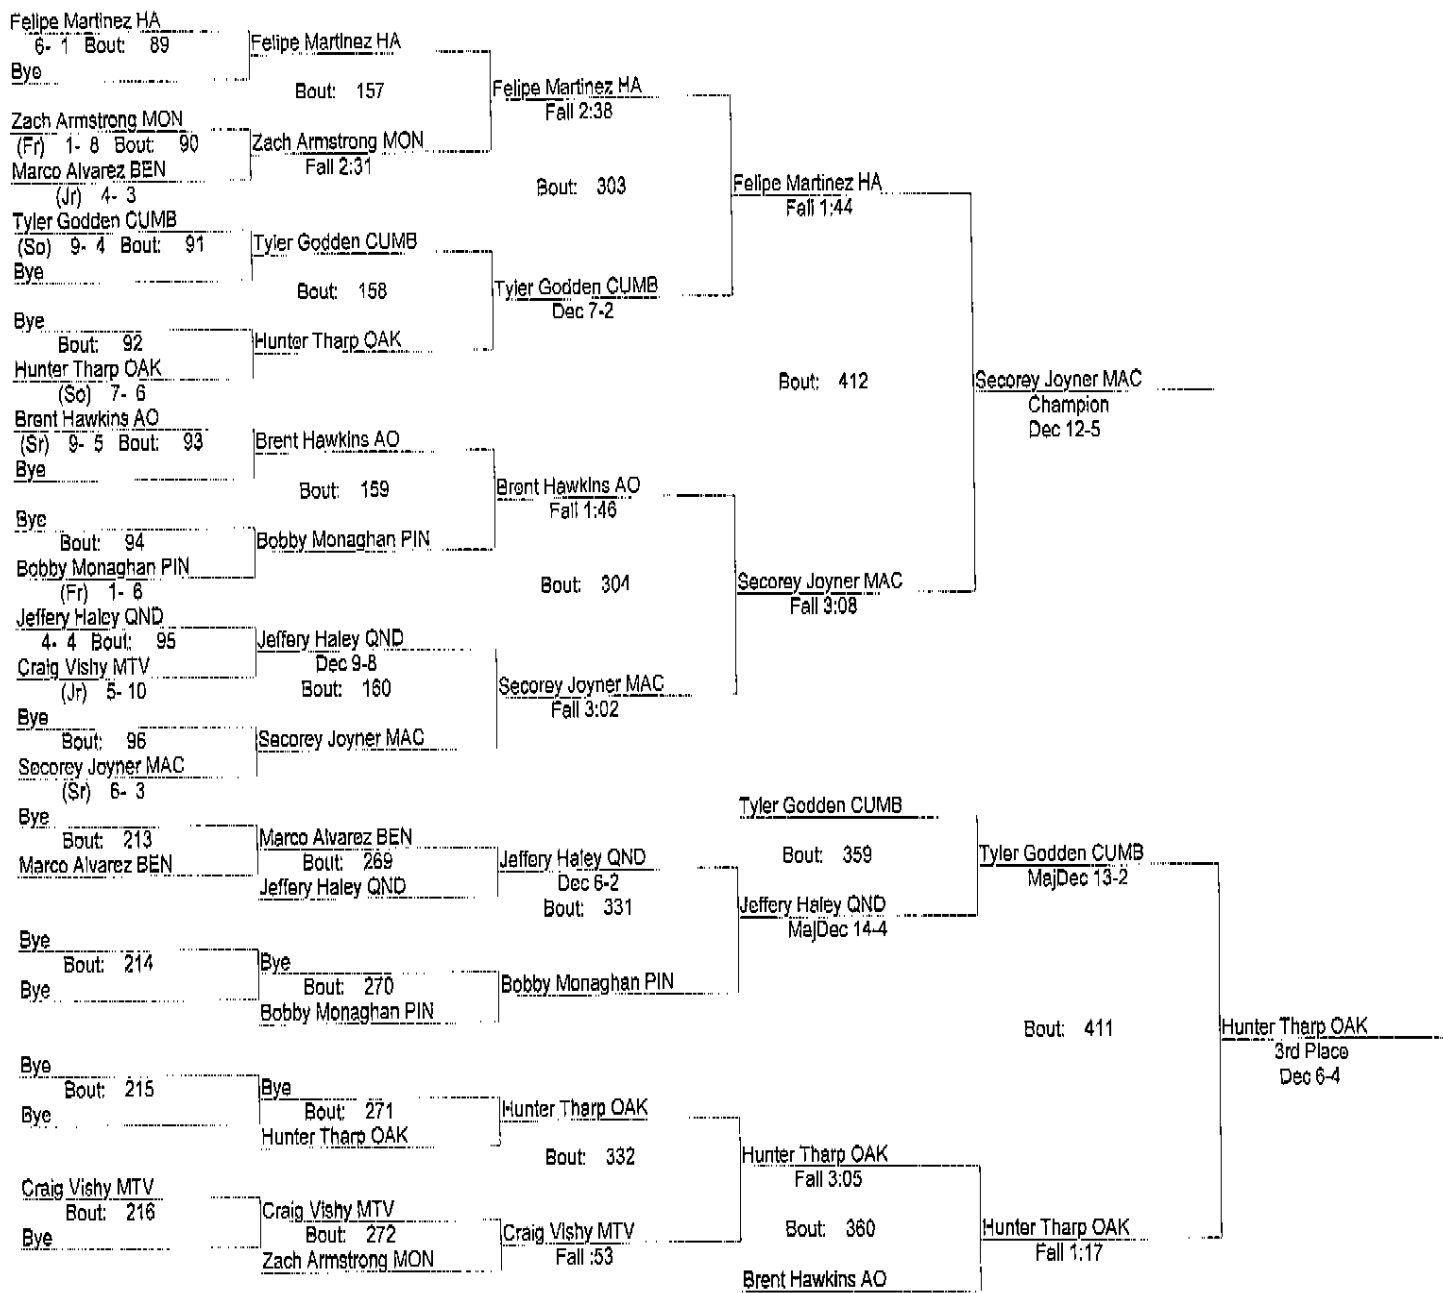 Felipe Martinez HA
6- 1 Bout: 89
Bye
Felipe Martinez HA
Bout: 157
Zach Armstrong MON
(Fr) 1- 8 Bout: 90
Marco Alvarez BEN
(Jr) 4- 3
Zach Armstrong MON
Fall 2:31
Felipe Martinez HA
Fall 2:38
Bout: 303
Tyler Godden CUMB
(So) 9- 4 Bout: 91
Bye
Tyler Godden CUMB
Bout: 158
Bye
Bout: 92
Hunter Tharp OAK
(So) 7- 6
Hunter Tharp OAK
Tyler Godden CUMB
Dec 7-2
Felipe Martinez HA
Fall 1:44
Bout: 412
Brent Hawkins AO
(Sr) 9- 5 Bout: 93
Bye
Brent Hawkins AO
Bout: 159
Bye
Bout: 94
Bobby Monaghan PIN
(Fr) 1- 6
Bobby Monaghan PIN
Brent Hawkins AO
Fall 1:46
Bout: 304
Jeffery Haley QND
4- 4 Bout: 95
Craig Vishy MTV
(Jr) 5- 10
Jeffery Haley QND
Dec 9-8
Bout: 160
Bye
Bout: 96
Secorey Joyner MAC
(Sr) 6- 3
Secorey Joyner MAC
Secorey Joyner MAC
Fall 3:02
Secorey Joyner MAC
Fall 3:08
Secorey Joyner MAC
Champion
Dec 12-5
Bye
Bout: 213
Marco Alvarez BEN
Marco Alvarez BEN
Bout: 269
Jeffery Haley QND
Jeffery Haley QND
Dec 6-2
Bout: 331
Bye
Bout: 214
Bye
Bye
Bout: 270
Bobby Monaghan PIN
Bobby Monaghan PIN
Tyler Godden CUMB
Bout: 359
Jeffery Haley QND
MajDec 14-4
Tyler Godden CUMB
MajDec 13-2
Bout: 411
Bye
Bout: 215
Bye
Bye
Bout: 271
Hunter Tharp OAK
Hunter Tharp OAK
Bout: 332
Craig Vishy MTV
Bout: 216
Bye
Craig Vishy MTV
Bout: 272
Zach Armstrong MON
Craig Vishy MTV
Fall :53
Hunter Tharp OAK
Fall 3:05
Bout: 360
Brent Hawkins AO
Hunter Tharp OAK
Fall 1:17
Hunter Tharp OAK
3rd Place
Dec 6-4